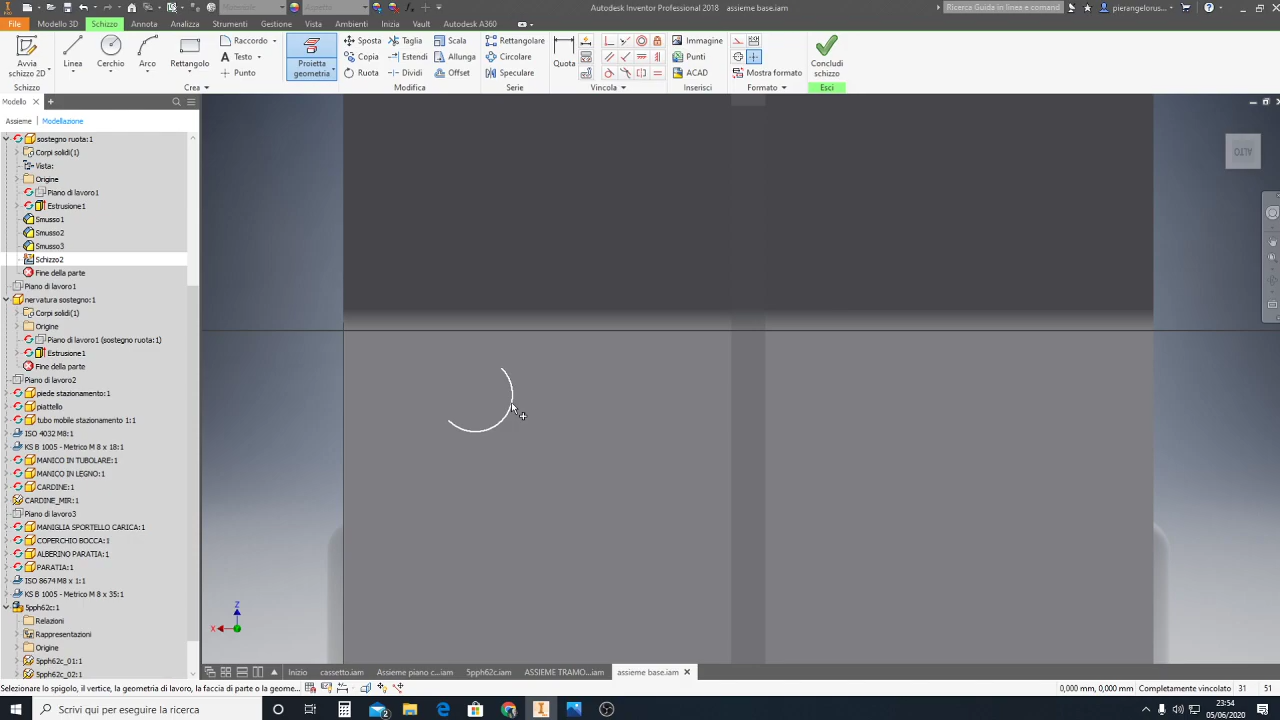 Autodesk Inventor Professional 2018   assieme base.iam
Ricerca Guida in linea e comando
pierangelorus...
File
Modello 3D
Schizzo
Annota
Strumenti
Gestione
Vista
Ambienti
Inizia
Vault
Autodesk A360
Avvia
schizzo 2D
Linea
Cerchio
Arco
Rettangolo
Raccordo
Testo
Punto
Proietta
geometria
Sposta
Copia
Ruota
Taglia
Estendi
Dividi
Scala
Allunga
Offset
Rettangolare
Circolare
Speculare
Quota
Immagine
Punti
ACAD
Mostra formato
Concludi
schizzo
Schizzo
Crea
Modifica
Serie
Vincola
Inserisci
Formato
Esci
Modello
Assieme
Modellazione
sostegno ruota:1
Corpi solidi(1)
Vista:
Origine
Piano di lavoro1
Estrusione1
Smusso1
Smusso2
Smusso3
Schizzo2
Fine della parte
Piano di lavoro1
nervatura sostegno:1
Corpi solidi(1)
Origine
Piano di lavoro1 (sostegno ruota:1)
Estrusione1
Fine della parte
Piano di lavoro2
piede stazionamento:1
piattello
tubo mobile stazionamento 1:1
ISO 4032 M8:1
KS B 1005 - Metrico M 8 x 18:1
MANICO IN TUBOLARE:1
MANICO IN LEGNO:1
CARDINE:1
CARDINE_MIR:1
Piano di lavoro3
MANIGLIA SPORTELLO CARICA:1
COPERCHIO BOCCA:1
ALBERINO PARATIA:1
PARATIA:1
ISO 8674 M8 x 1:1
KS B 1005 - Metrico M 8 x 35:1
5pph62c:1
Relazioni
Rappresentazioni
Origine
5pph62c_01:1
5pph62c_02:1
ALTO
Z
X
Inizio
cassetto.iam
Assieme piano c...iam
5pph62c.iam
ASSIEME TRAMO...iam
assieme base.iam
Selezionare lo spigolo, il vertice, la geometria di lavoro, la faccia di parte o la geome...
0,000 mm, 0,000 mm
Completamente vincolato
31
51
Scrivi qui per eseguire la ricerca.
23:54
05/06/2020